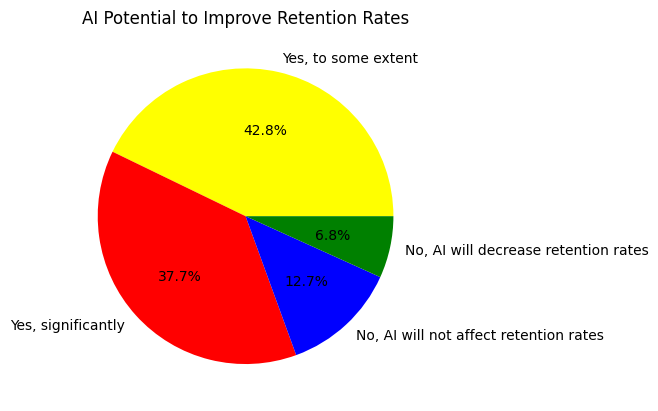 AI Potential to Improve Retention Rates
Yes, to some extent
42.8%
6.8%
No, AI will decrease retention rates
37.7%
12.7%
Yes, significantly
No, AI will not affect retention rates